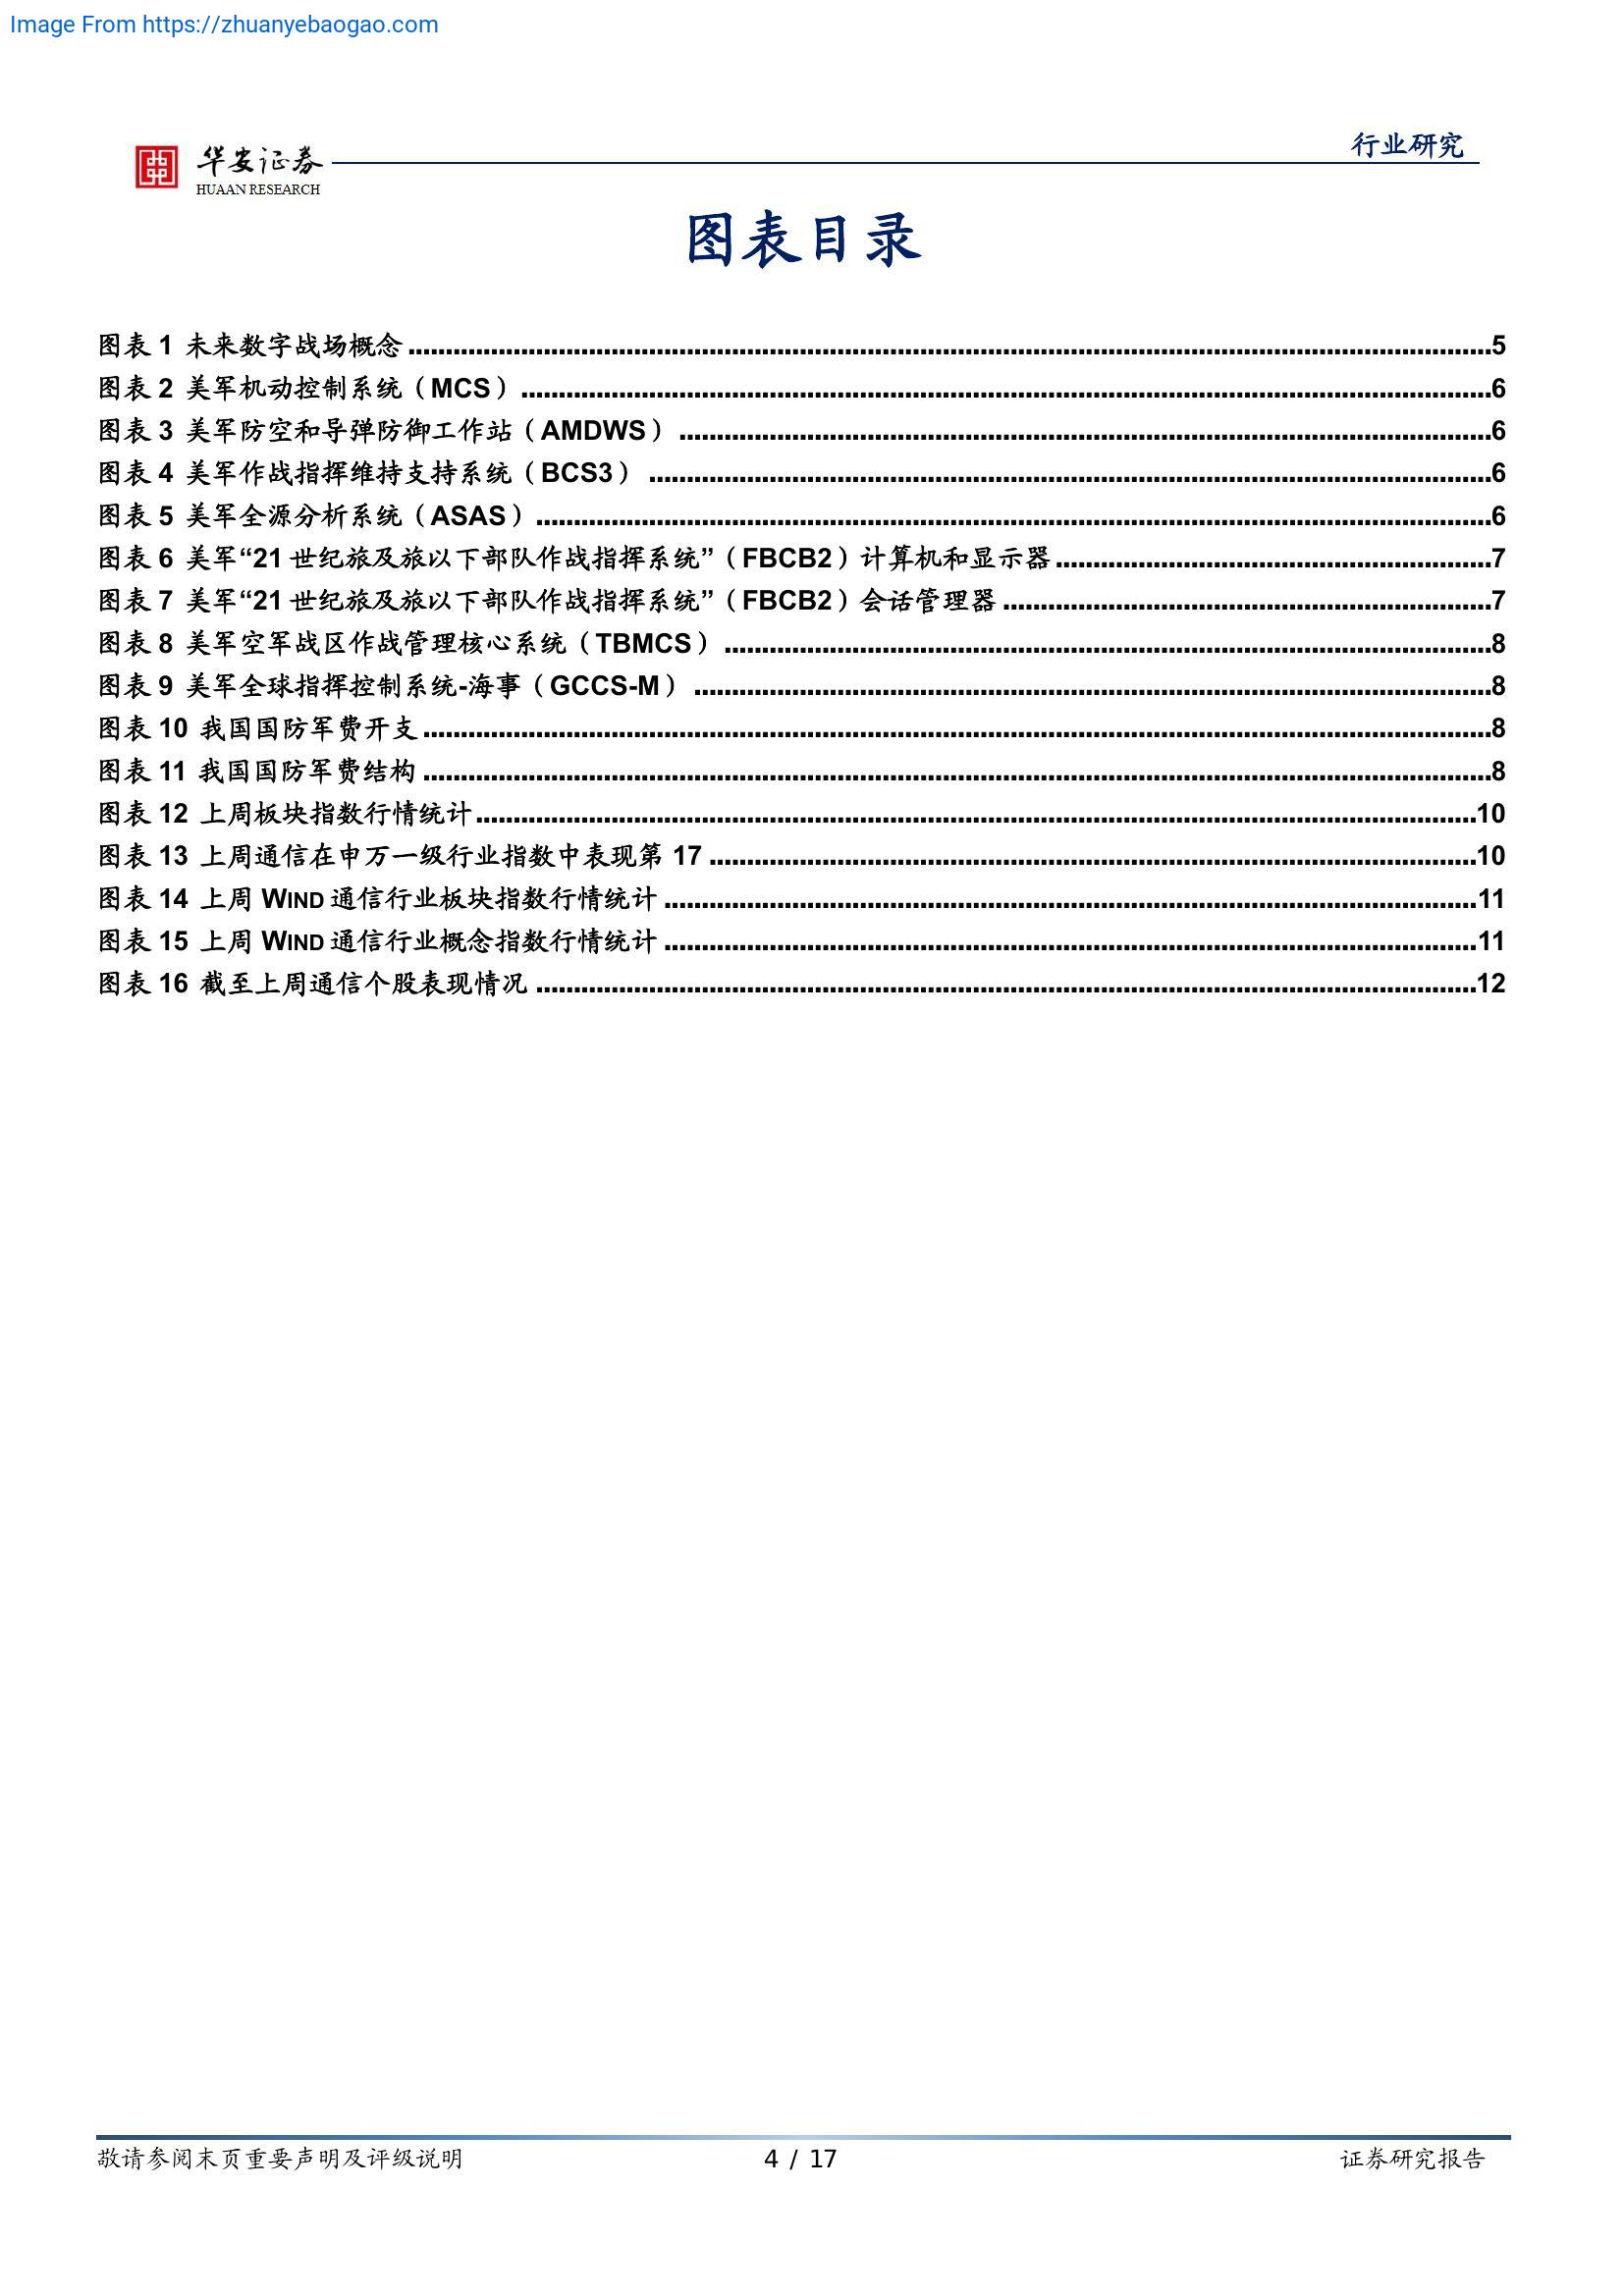 Image From https://zhuanyebaogao.com
行业研究
华安证券
HUAAN RESEARCH
图表目录
图表 1 未来数字战场概念 5
图表 2 美军机动控制系统（MCS） 6
图表 3 美军防空和导弹防御工作站（AMDWS） 6
图表 4 美军作战指挥维持支持系统（BCS3） 6
图表 5 美军全源分析系统（ASAS） 6
图表 6 美军“21 世纪旅及旅以下部队作战指挥系统”（FBCB2）计算机和显示器 7
图表 7 美军“21 世纪旅及旅以下部队作战指挥系统”（FBCB2）会话管理器 7
图表 8 美军空军战区作战管理核心系统（TBMCS） 8
图表 9 美军全球指挥控制系统-海事（GCCS-M） 8
图表 10 我国国防军费开支 8
图表 11 我国国防军费结构 8
图表 12 上周板块指数行情统计 10
图表 13 上周通信在申万一级行业指数中表现第 17 10
图表 14 上周 WIND 通信行业板块指数行情统计 11
图表 15 上周 WIND 通信行业概念指数行情统计 11
图表 16 截至上周通信个股表现情况 12
敬请参阅末页重要声明及评级说明 4 / 17 证券研究报告